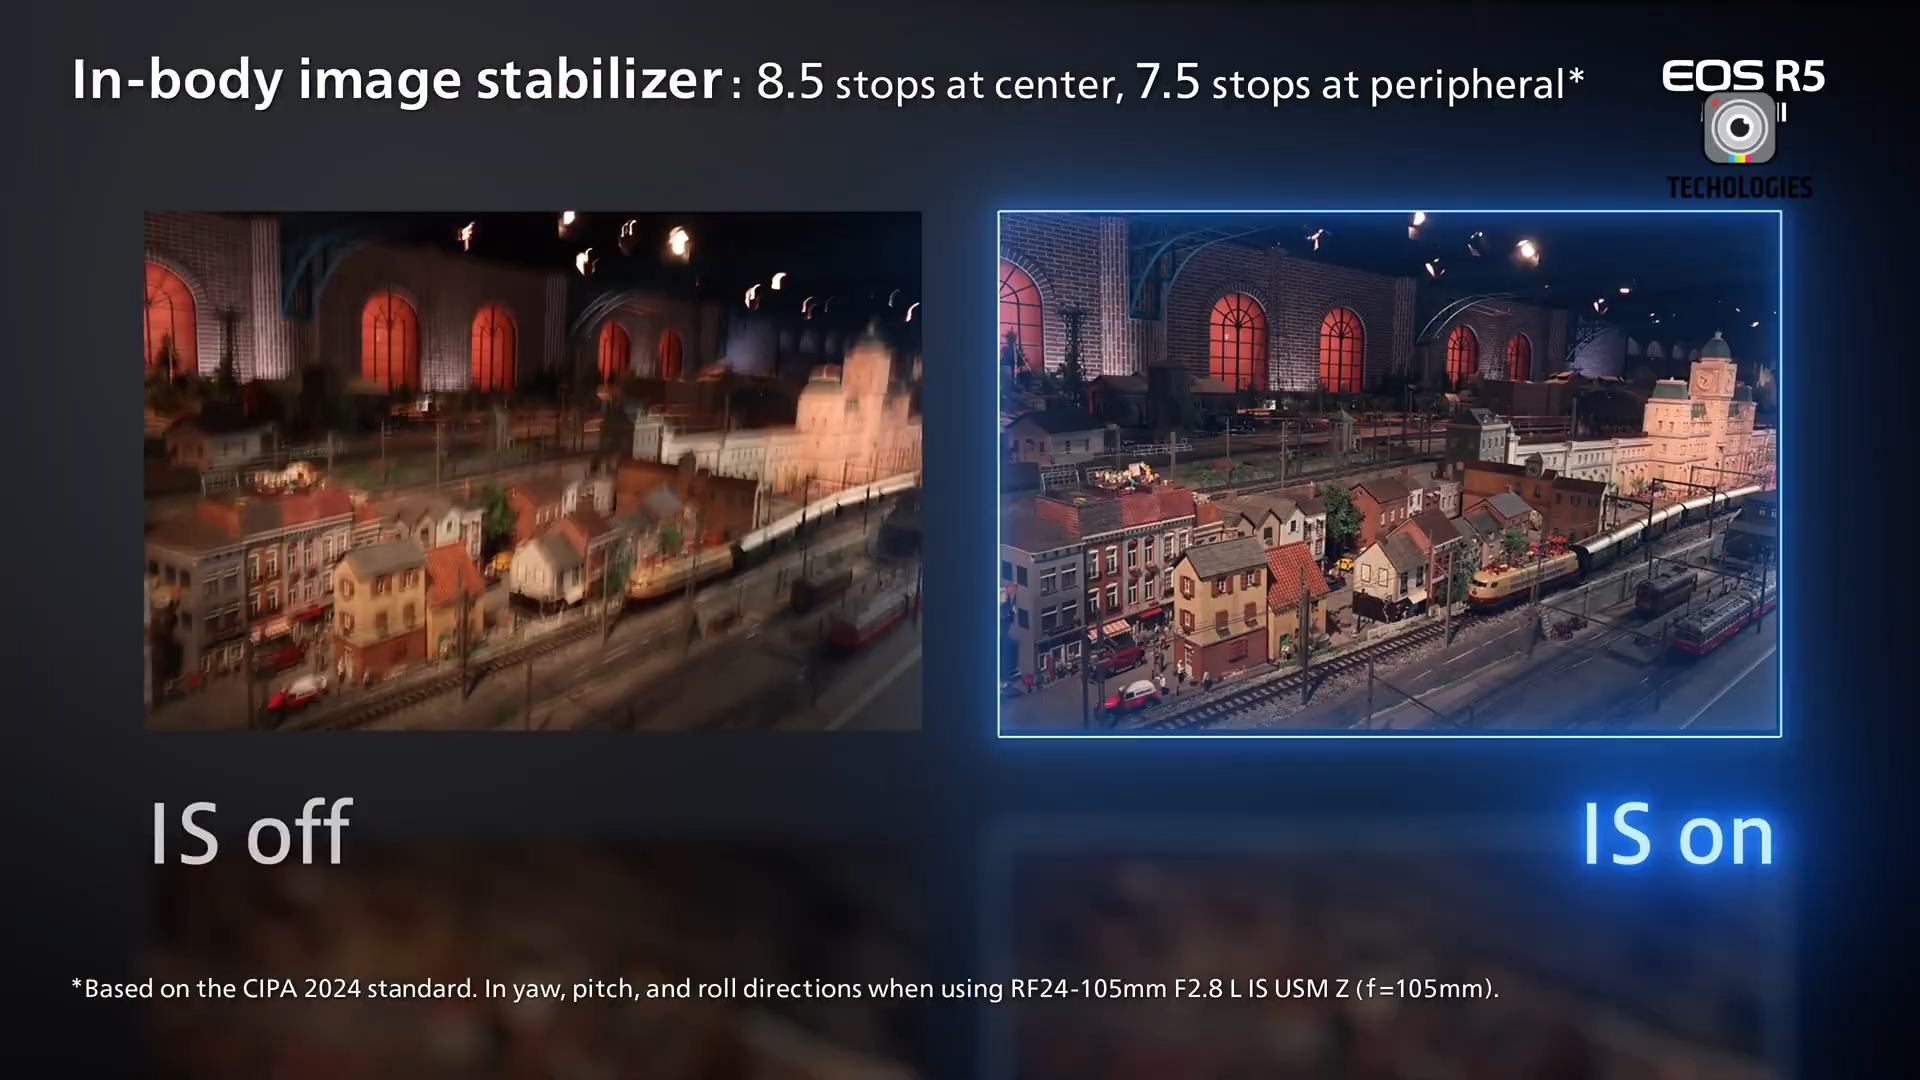 In-body image stabilizer: 8.5 stops at center, 7.5 stops at peripheral*
EOS R5
TECHOLOGIES
IS off
IS on
*Based on the CIPA 2024 standard. In yaw, pitch, and roll directions when using RF24-105mm F2.8 L IS USM Z (f=105mm).